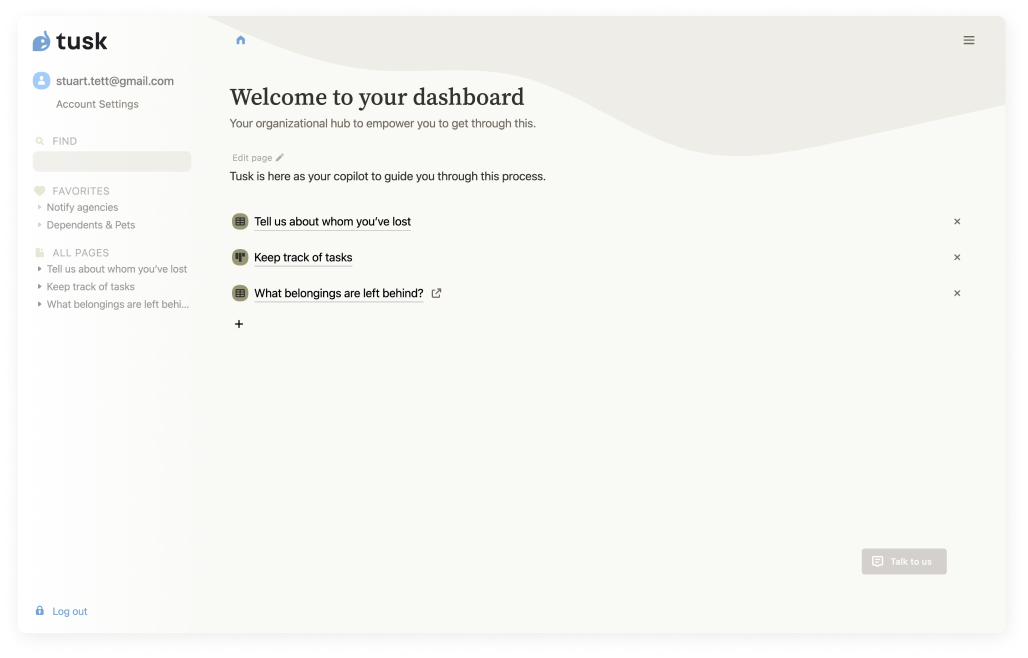 tusk
stuart.tett@gmail.com
Account Settings
FIND
FAVORITES
Notify agencies
Dependents & Pets
ALL PAGES
Tell us about whom you’ve lost
Keep track of tasks
What belongings are left behi...
Log out
Welcome to your dashboard
Your organizational hub to empower you to get through this.
Edit page
Tusk is here as your copilot to guide you through this process.
Tell us about whom you’ve lost
Keep track of tasks
What belongings are left behind?
Talk to us